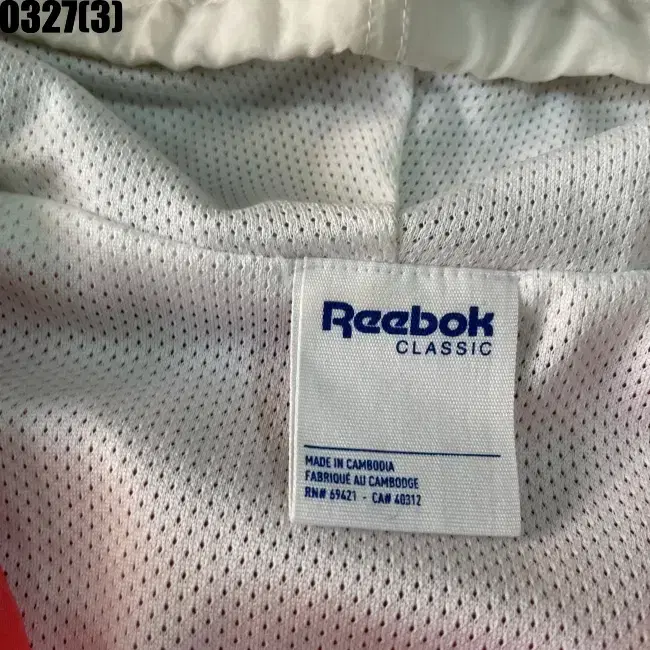 0327(3)
Reebok
CLASSIC
MADE IN CAMBODIA
FABRIQUÉ AU CAMBODGE
RN# 69421 - CA# 40312